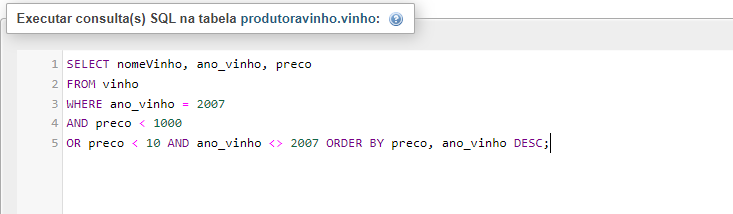 Executar consulta(s) SQL na tabela produtoravinho.vinho:
1 SELECT nomeVinho, ano_vinho, preco
2 FROM vinho
3 WHERE ano_vinho = 2007
4 AND preco < 1000
5 OR preco < 10 AND ano_vinho <> 2007 ORDER BY preco, ano_vinho DESC;